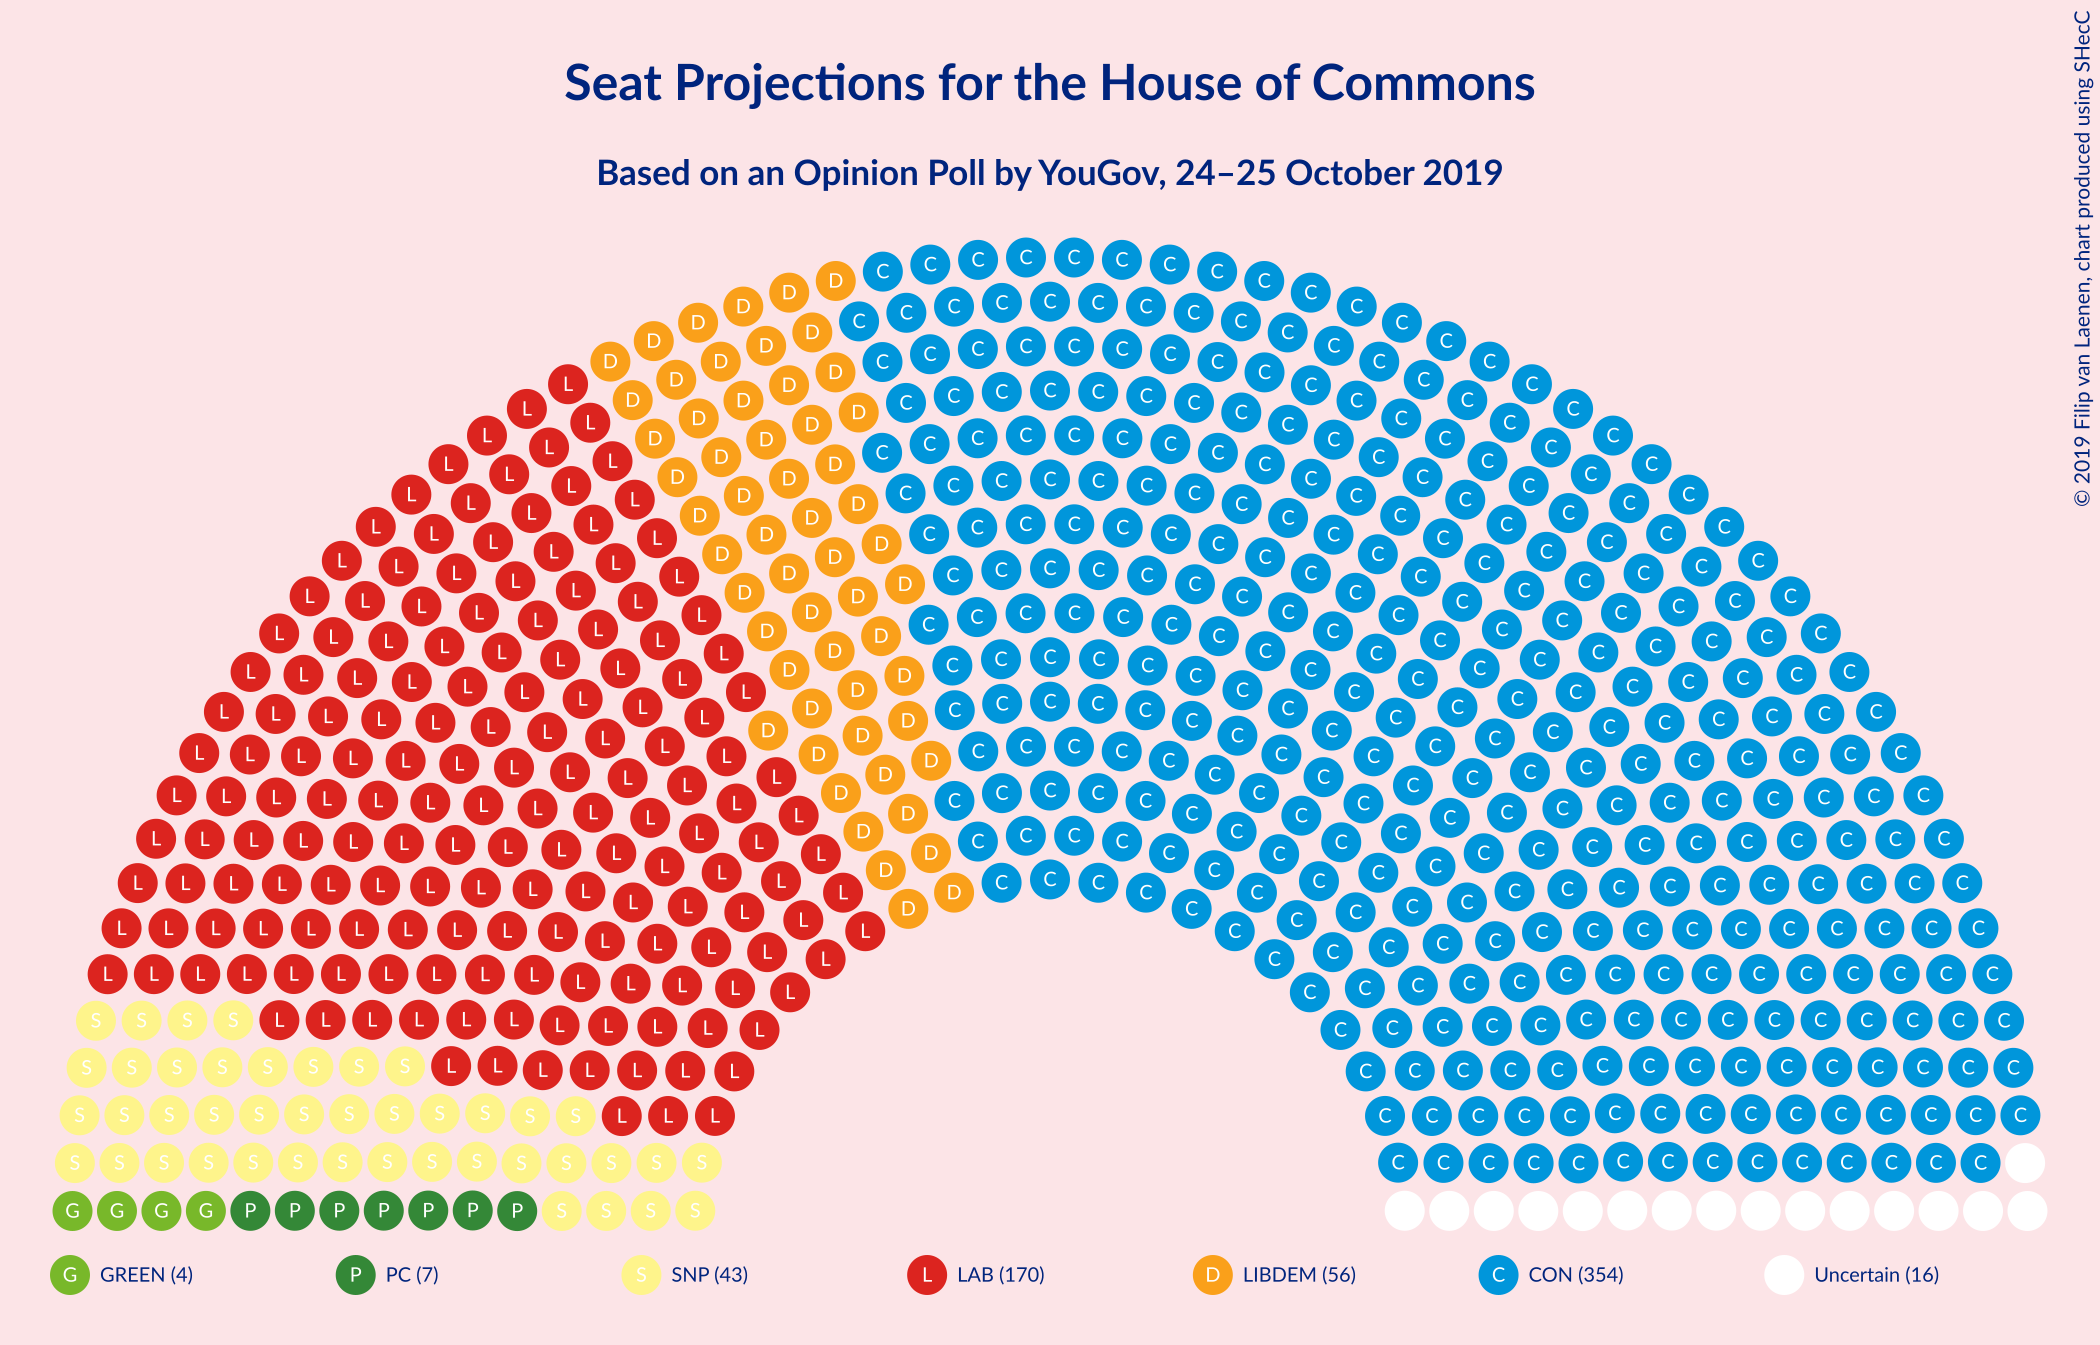 Seat Projections for the House of Commons
Based on an Opinion Poll by YouGov, 24–25 October 2019
© 2019 Filip van Laenen, chart produced using SHecC
G GREEN (4)
P PC (7)
S SNP (43)
L LAB (170)
D LIBDEM (56)
C CON (354)
Uncertain (16)